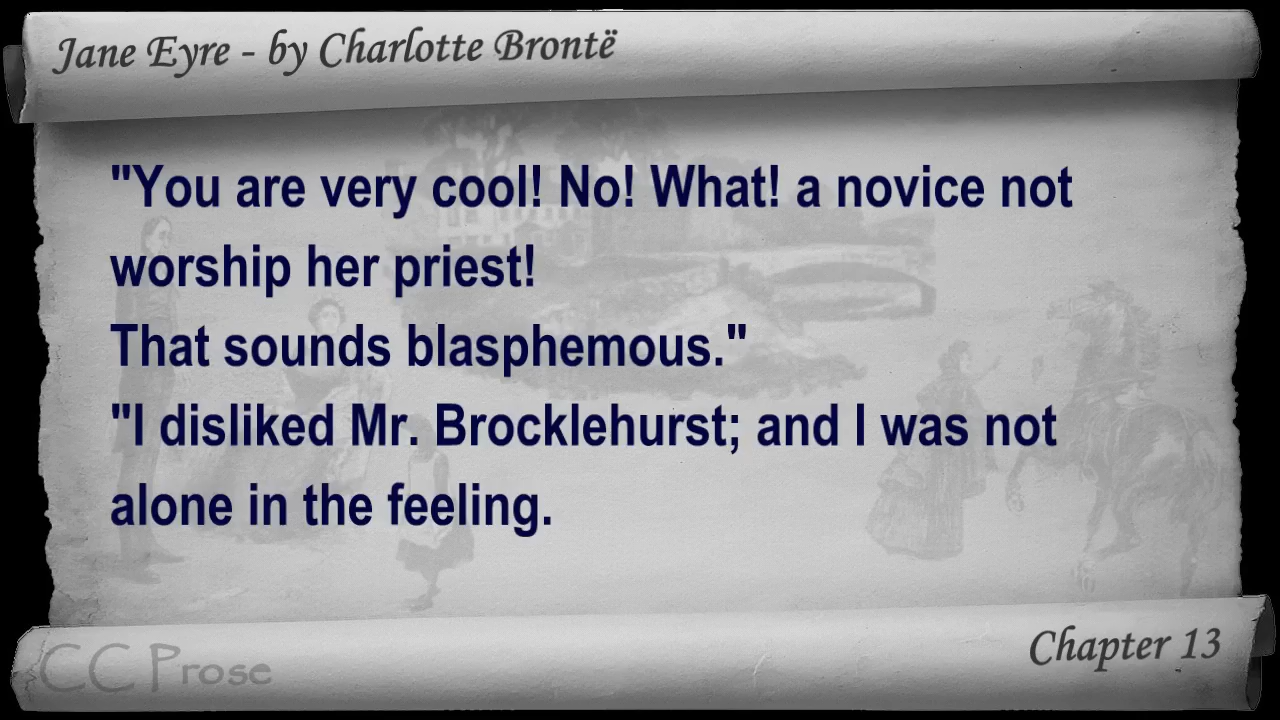 Jane Eyre - by Charlotte Brontë
"You are very cool! No! What! a novice not
worship her priest!
That sounds blasphemous."
"I disliked Mr. Brocklehurst; and I was not
alone in the feeling.
Chapter 13
CC Prose